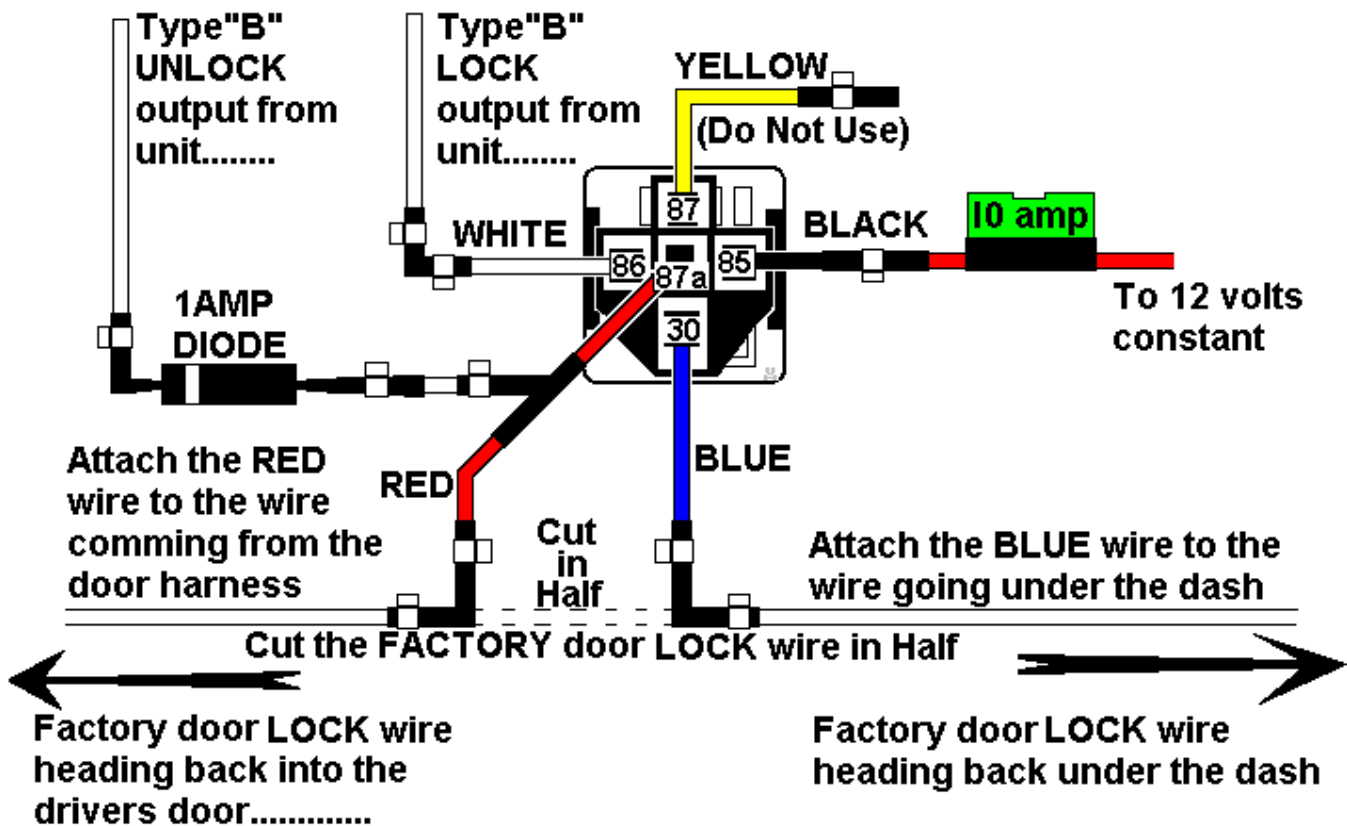 Type"B"
UNLOCK
output from
unit........
Type"B"
LOCK
output from
unit........
YELLOW
(Do Not Use)
87
WHITE
86
87a
85
BLACK
10 amp
To 12 volts
constant
1AMP
DIODE
30
Attach the RED
wire to the wire
comming from the
door harness
RED
BLUE
Cut
in
Half
Attach the BLUE wire to the
wire going under the dash
Cut the FACTORY door LOCK wire in Half
Factory door LOCK wire
heading back into the
drivers door.............
Factory door LOCK wire
heading back under the dash